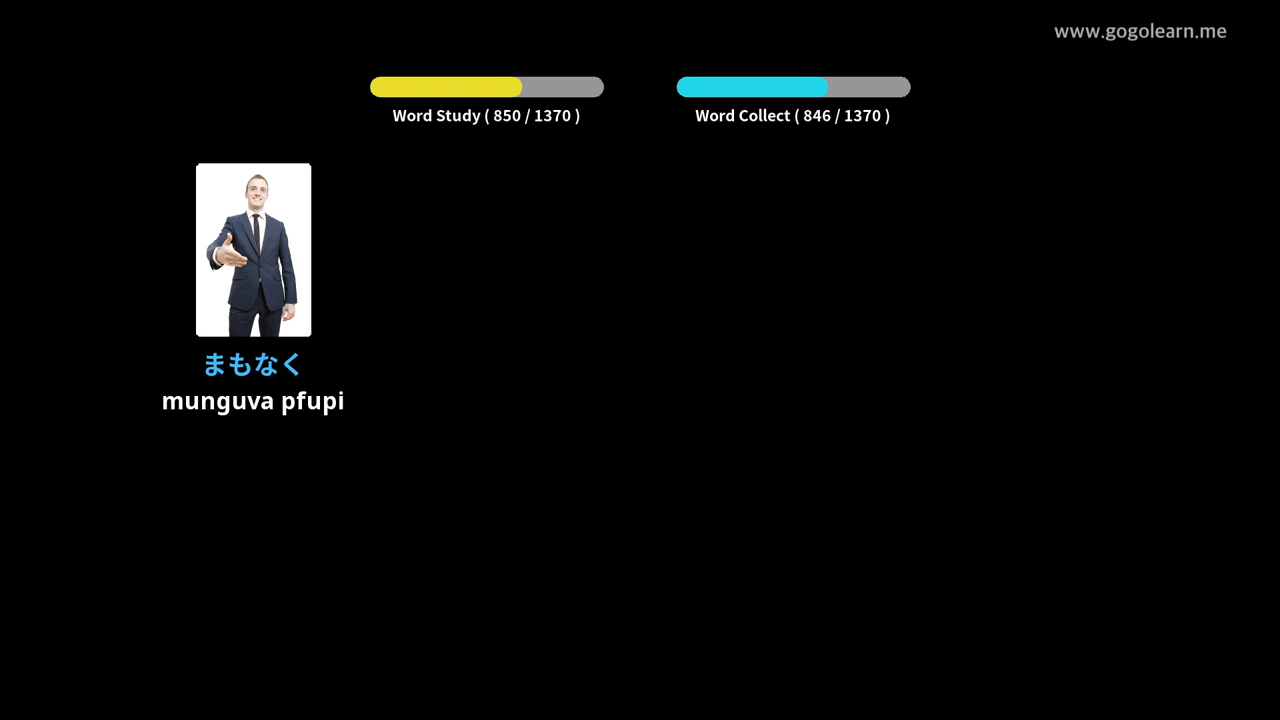 www.gogolearn.me
Word Study ( 850 / 1370 )
Word Collect ( 846 / 1370 )
まもなく
munguva pfupi